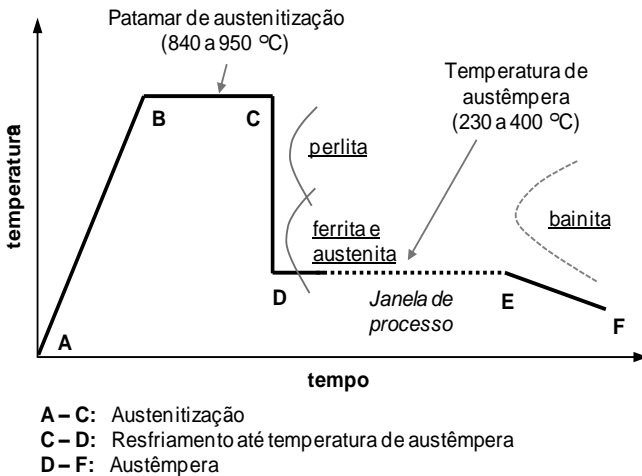 Patamar de austenitização
(840 a 950 °C)
Temperatura de
austêmpera
(230 a 400 °C)
B
C
perlita
ferrita e
austenita
bainita
D
Janela de
processo
E
F
A
temperatura
tempo
A – C: Austenitização
C – D: Resfriamento até temperatura de austêmpera
D – F: Austêmpera